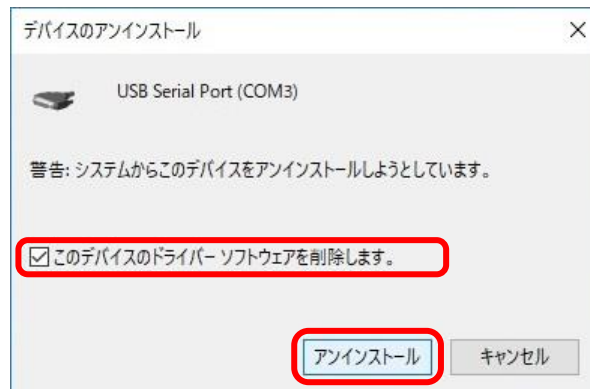 デバイスのアンインストール
USB Serial Port (COM3)
警告: システムからこのデバイスをアンインストールしようとしています。
このデバイスのドライバー ソフトウェアを削除します。
アンインストール
キャンセル